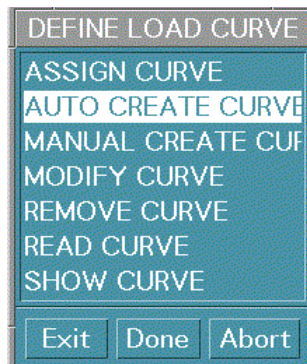 DEFINE LOAD CURVE
ASSIGN CURVE
AUTO CREATE CURVE
MANUAL CREATE CUR
MODIFY CURVE
REMOVE CURVE
READ CURVE
SHOW CURVE
Exit Done Abort